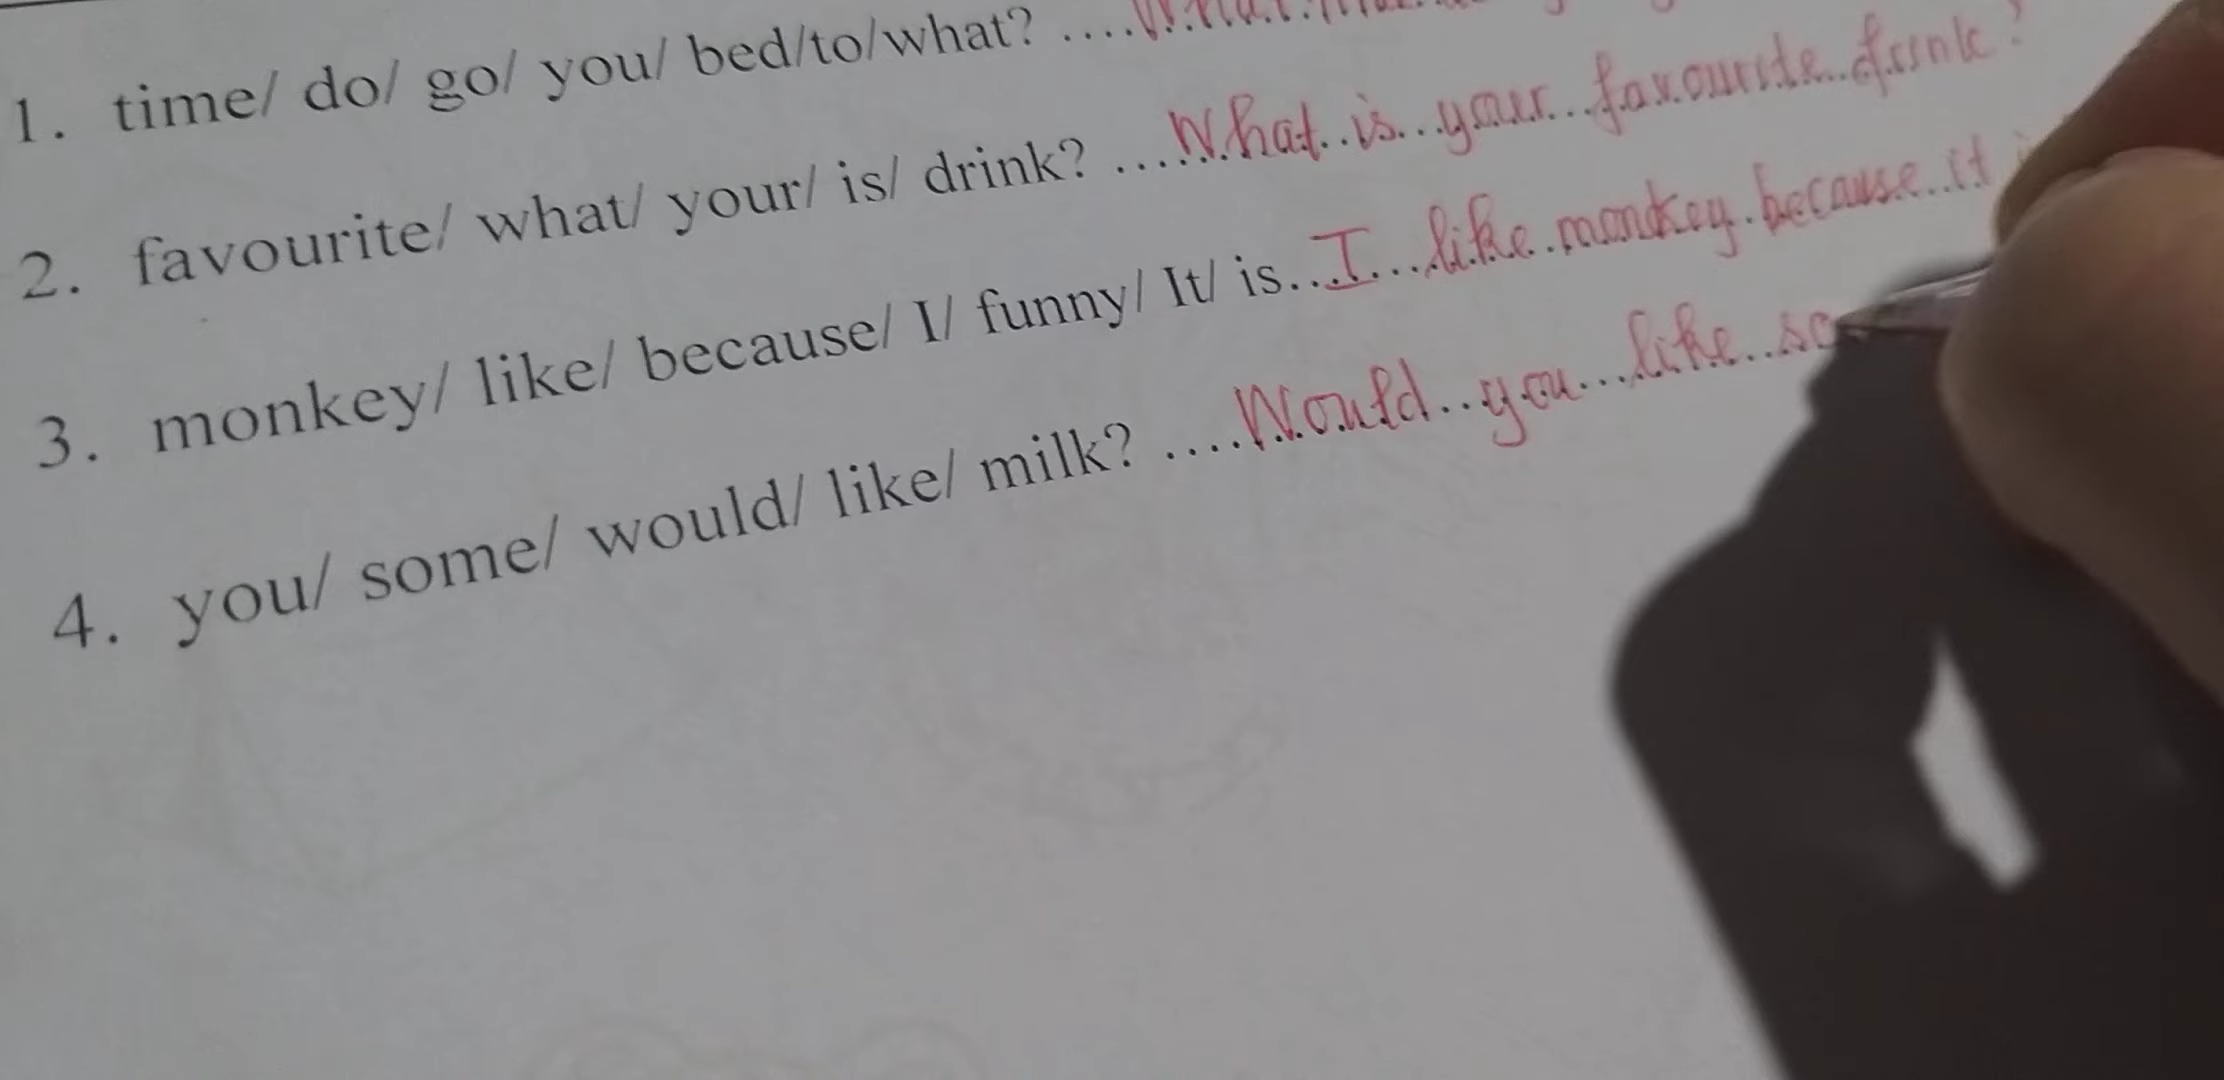 1. time/ do/ go/ you/ bed/to/what? ....What
2. favourite/ what/ your/ is/ drink? ....What is your favourite drink?
3. monkey/ like/ because/ I/ funny/ It/ is...I like monkey because it
4. you/ some/ would/ like/ milk? ....Would you like so